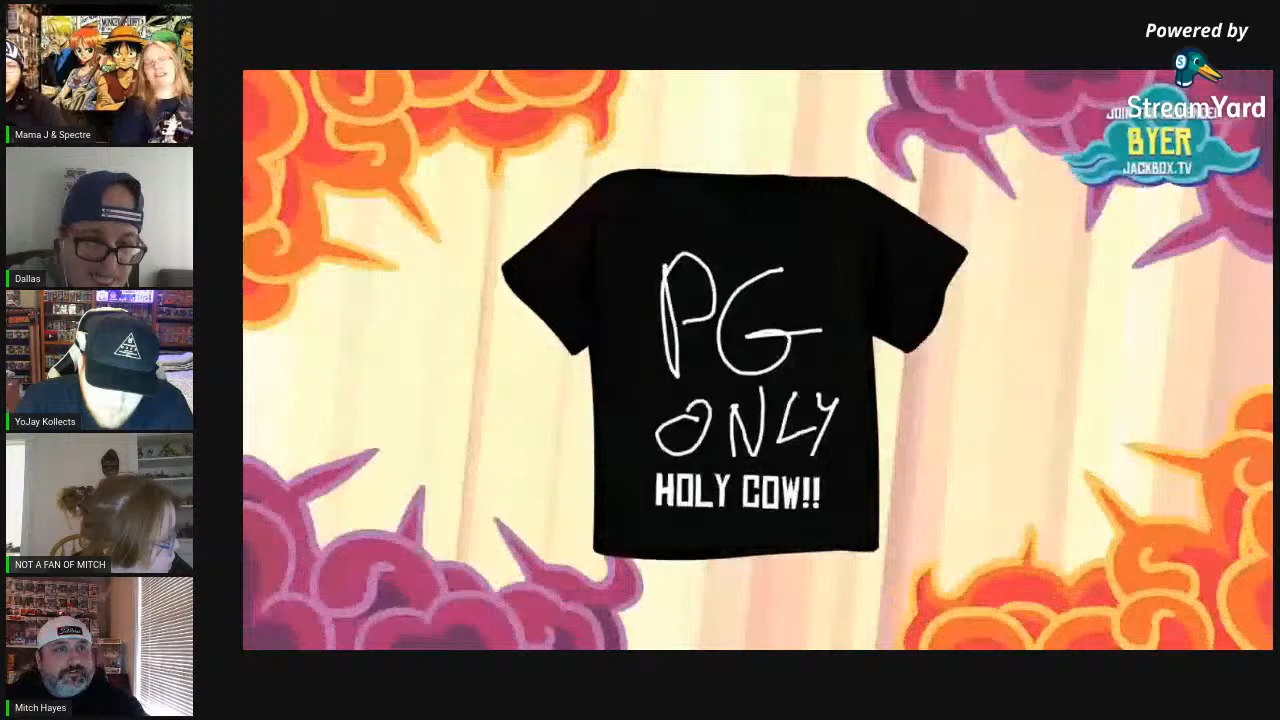 Powered by
StreamYard
BYER
JACKBOX.TV
PG
ONLY
HOLY COW!!
Mama J & Spectre
Dallas
YoJay Kollects
NOT A FAN OF MITCH
Mitch Hayes